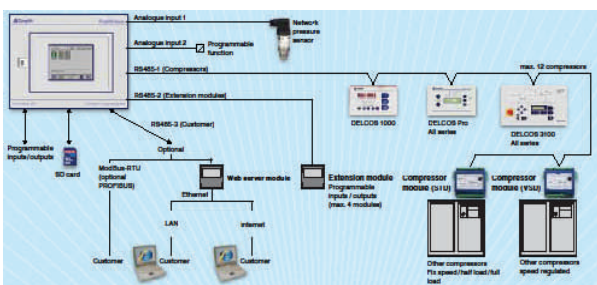 Analogue input 1
Network
pressure
sensor
Analogue input 2
Programmable
function
RS485-1 (Compressors)
max. 12 compressors
RS485-2 (Extension modules)
DELCOS 1000
DELCOS Pro
All series
DELCOS 3100
All series
RS485-3 (Customer)
Programmable
inputs/outputs
SD card
Optional
ModBus-RTU
(optional
PROFIBUS)
Web server module
Ethernet
Extension module
Programmable
inputs / outputs
(max. 4 modules)
Compressor
module (STD)
Compressor
module (VSD)
LAN
Internet
Customer
Customer
Customer
Other compressors
Fix speed/half load/full
load
Other compressors
speed regulated